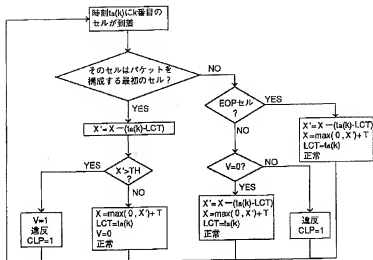 時刻ta(k)にk番目の
セルが到着
そのセルはパケットを
構成する最初のセル?
NO
YES
X'=X-(ta(k)-LCT)
X'>TH
?
YES
NO
V=1
違反
CLP=1
X=max(0,X')+T
LCT=ta(k)
V=0
正常
EOPセル
?
YES
NO
V=0?
NO
YES
X'=X-(ta(k)-LCT)
X=max(0,X')+T
LCT=ta(k)
正常
違反
CLP=1
X'=X-(ta(k)-LCT)
X=max(0,X')+T
LCT=ta(k)
正常